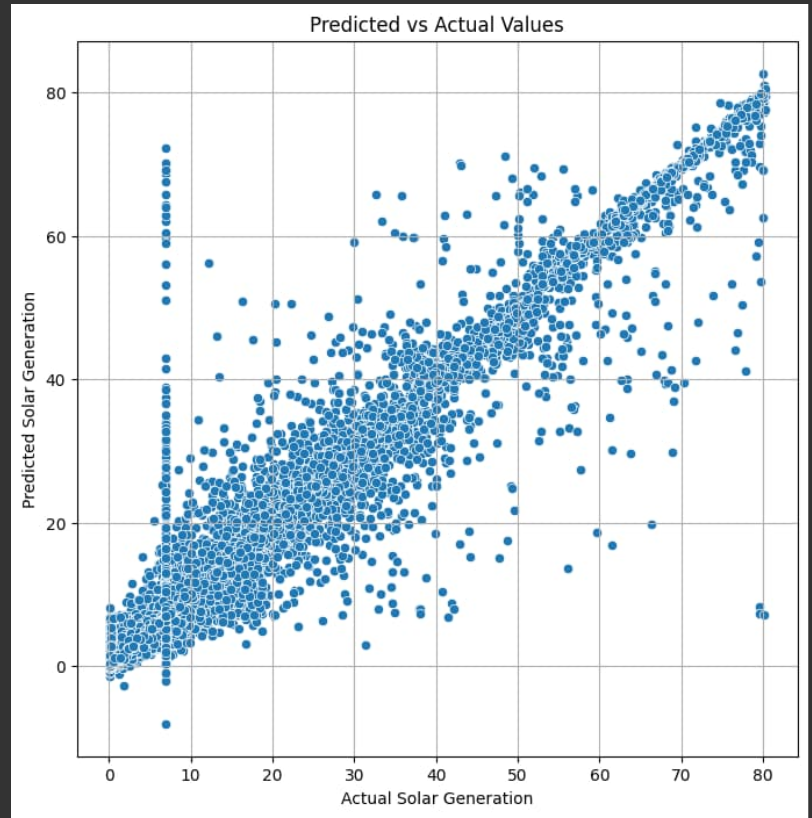 Predicted vs Actual Values
80
60
40
20
0
Predicted Solar Generation
0 10 20 30 40 50 60 70 80
Actual Solar Generation